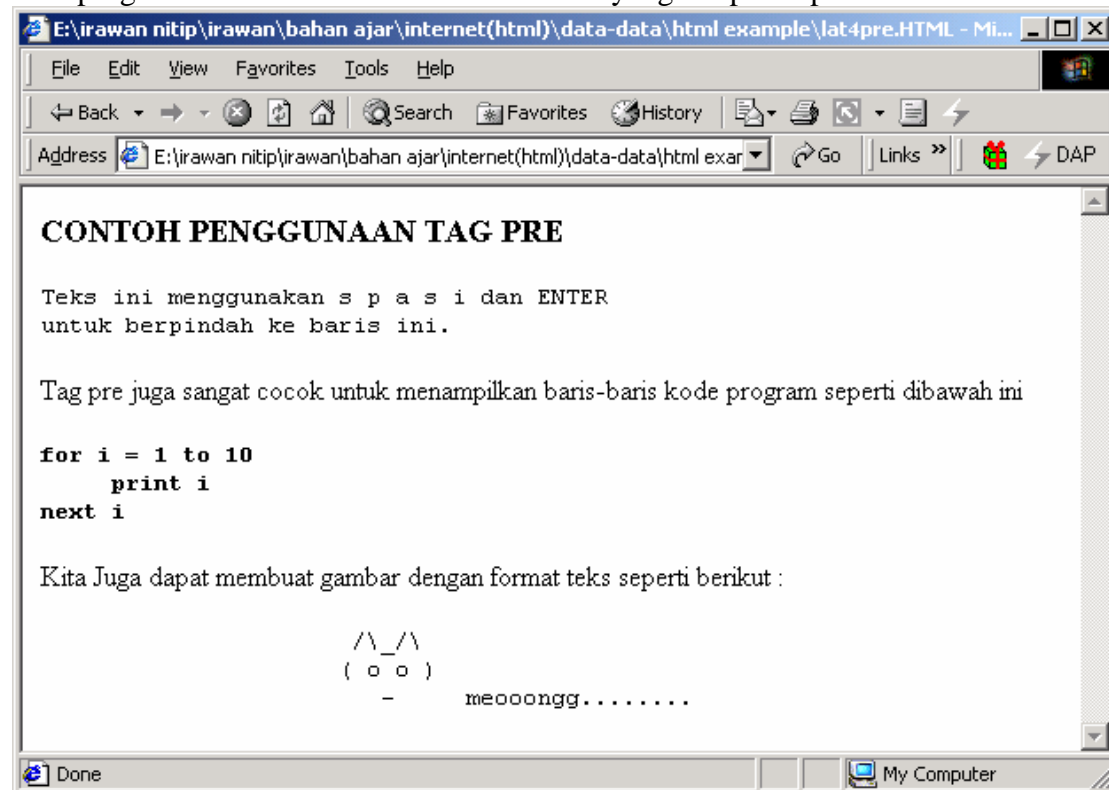 E:\irawan nitip\irawan\bahan ajar\internet(html)\data-data\html example\lat4pre.HTML - Mi...
File Edit View Favorites Tools Help
Back Search Favorites History
Address E:\irawan nitip\irawan\bahan ajar\internet(html)\data-data\html exar Go Links » DAP
CONTOH PENGGUNAAN TAG PRE
Teks ini menggunakan s p a s i dan ENTER
untuk berpindah ke baris ini.
Tag pre juga sangat cocok untuk menampilkan baris-baris kode program seperti dibawah ini
for i = 1 to 10
     print i
next i
Kita Juga dapat membuat gambar dengan format teks seperti berikut :
/\_/\
( o o )
   -     meooongg........
Done My Computer